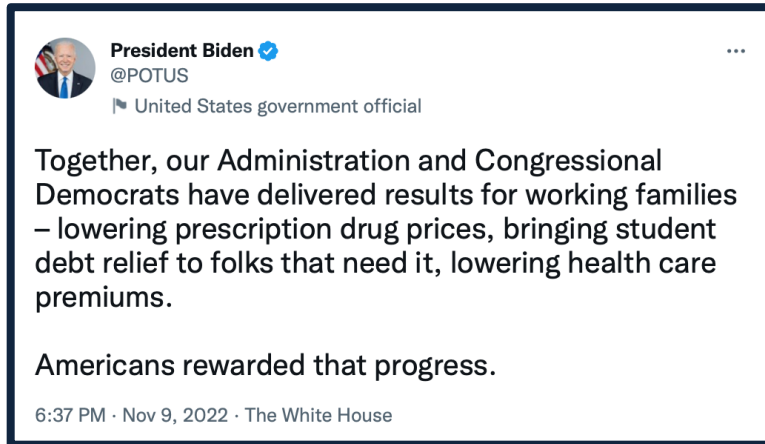 President Biden
@POTUS
United States government official
Together, our Administration and Congressional
Democrats have delivered results for working families
– lowering prescription drug prices, bringing student
debt relief to folks that need it, lowering health care
premiums.
Americans rewarded that progress.
6:37 PM · Nov 9, 2022 · The White House